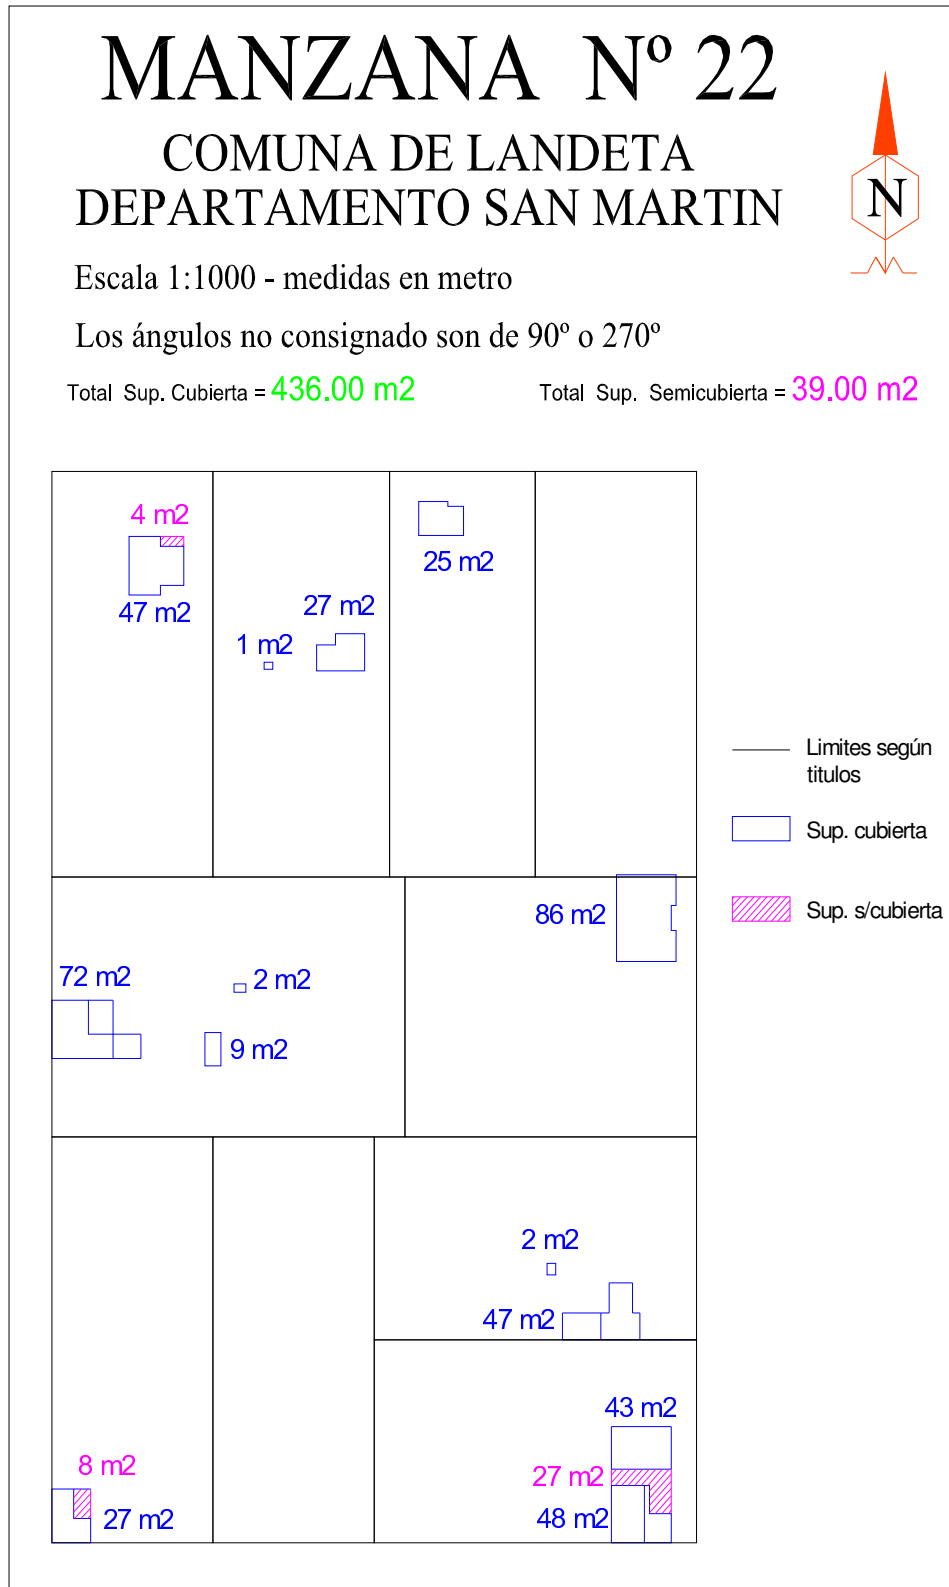 MANZANA Nº 22
COMUNA DE LANDETA
DEPARTAMENTO SAN MARTIN
N
Escala 1:1000 - medidas en metro
Los ángulos no consignado son de 90º o 270º
Total Sup. Cubierta = 436.00 m2
Total Sup. Semicubierta = 39.00 m2
4 m2
47 m2
1 m2
27 m2
25 m2
Limites según
titulos
Sup. cubierta
Sup. s/cubierta
86 m2
72 m2
2 m2
9 m2
2 m2
47 m2
43 m2
27 m2
48 m2
8 m2
27 m2